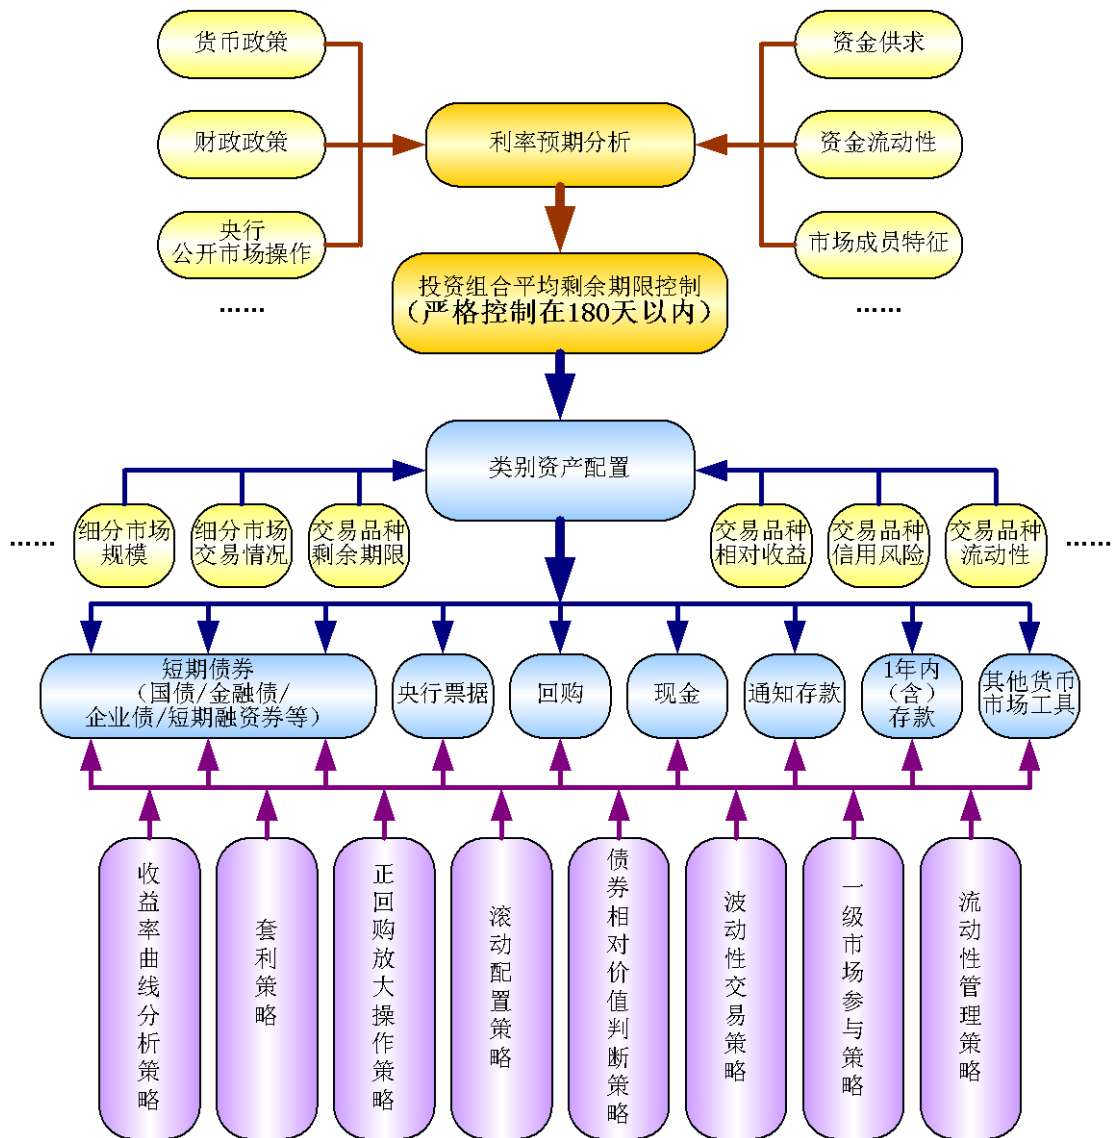 货币政策
资金供求
利率预期分析
财政政策
资金流动性
央行
公开市场操作
市场成员特征
……
……
投资组合平均剩余期限控制
（严格控制在180天以内）
类别资产配置
……
细分市场
规模
细分市场
交易情况
交易品种
剩余期限
交易品种
相对收益
交易品种
信用风险
交易品种
流动性
……
短期债券
（国债/金融债/
企业债/短期融资券等）
央行票据
回购
现金
通知存款
1年内
（含）
存款
其他货币
市场工具
收益率曲线分析策略
套利策略
正回购放大操作策略
滚动配置策略
债券相对价值判断策略
波动性交易策略
一级市场参与策略
流动性管理策略